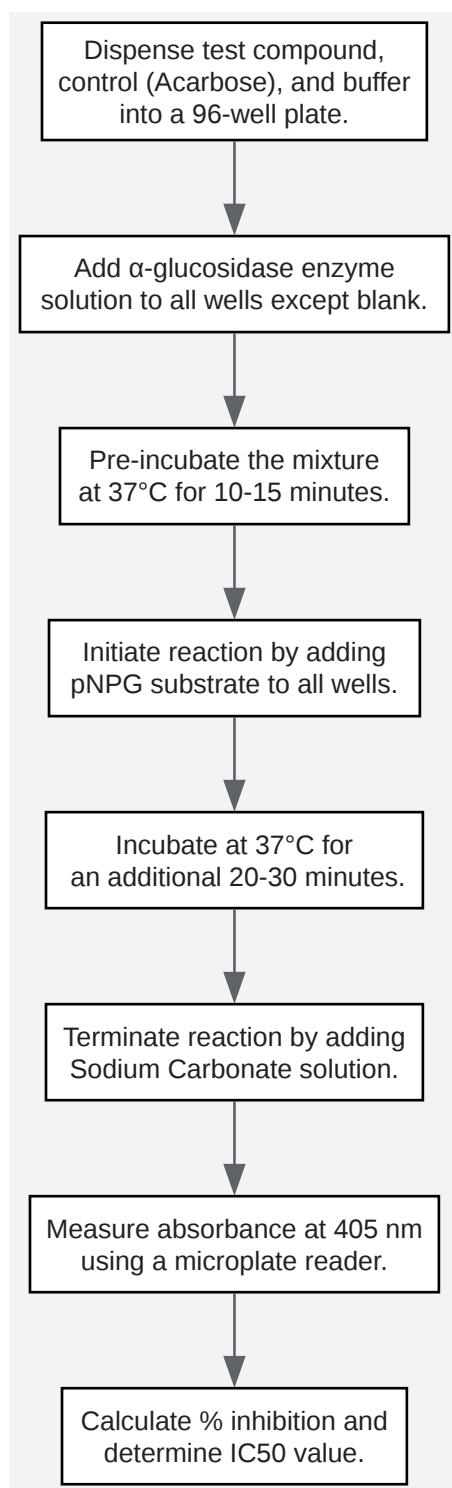 Dispense test compound,
control (Acarbose), and buffer
into a 96-well plate.
Add α-glucosidase enzyme
solution to all wells except blank.
Pre-incubate the mixture
at 37°C for 10-15 minutes.
Initiate reaction by adding
pNPG substrate to all wells.
Incubate at 37°C for
an additional 20-30 minutes.
Terminate reaction by adding
Sodium Carbonate solution.
Measure absorbance at 405 nm
using a microplate reader.
Calculate % inhibition and
determine IC50 value.